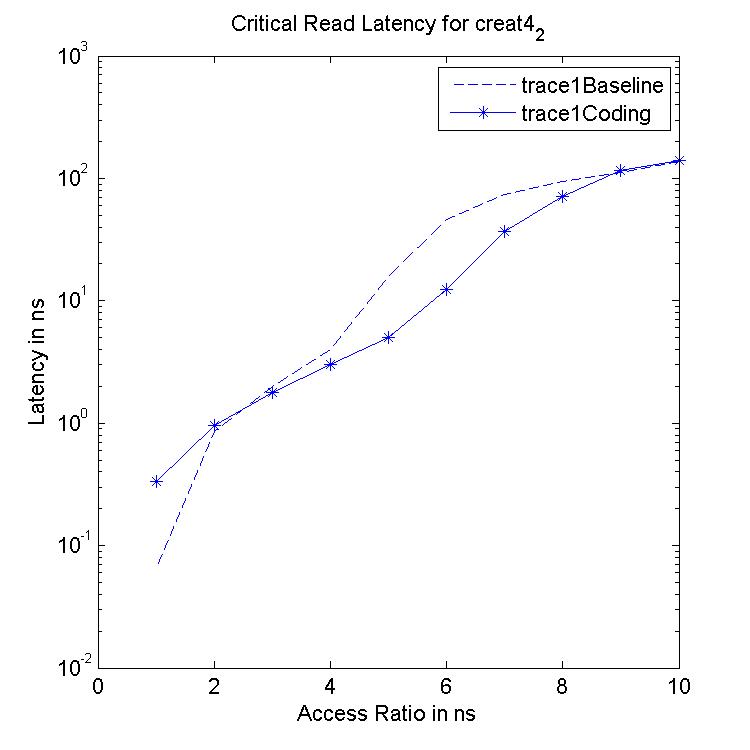 Critical Read Latency for creat4₂
trace1Baseline
trace1Coding
10³
10²
10¹
10⁰
10⁻¹
10⁻²
Latency in ns
0 2 4 6 8 10
Access Ratio in ns